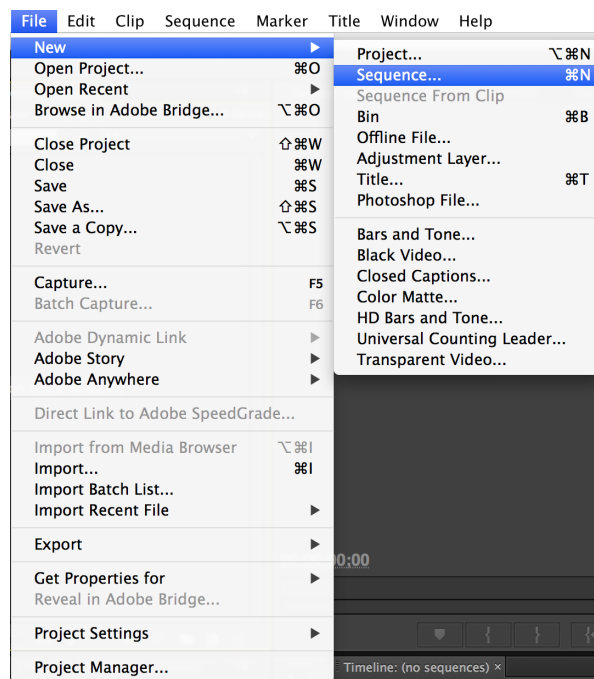 File Edit Clip Sequence Marker Title Window Help
New ▶
Open Project... ⌘O
Open Recent ▶
Browse in Adobe Bridge... ⌥⌘O
Close Project ⇧⌘W
Close ⌘W
Save ⌘S
Save As... ⇧⌘S
Save a Copy... ⌥⌘S
Revert
Capture... F5
Batch Capture... F6
Adobe Dynamic Link ▶
Adobe Story ▶
Adobe Anywhere ▶
Direct Link to Adobe SpeedGrade...
Import from Media Browser ⌥⌘I
Import... ⌘I
Import Batch List...
Import Recent File ▶
Export ▶
Get Properties for ▶
Reveal in Adobe Bridge...
Project Settings ▶
Project Manager...
Project... ⌥⌘N
Sequence... ⌘N
Sequence From Clip
Bin ⌘B
Offline File...
Adjustment Layer...
Title... ⌘T
Photoshop File...
Bars and Tone...
Black Video...
Closed Captions...
Color Matte...
HD Bars and Tone...
Universal Counting Leader...
Transparent Video...
00;00
Timeline: (no sequences) ×